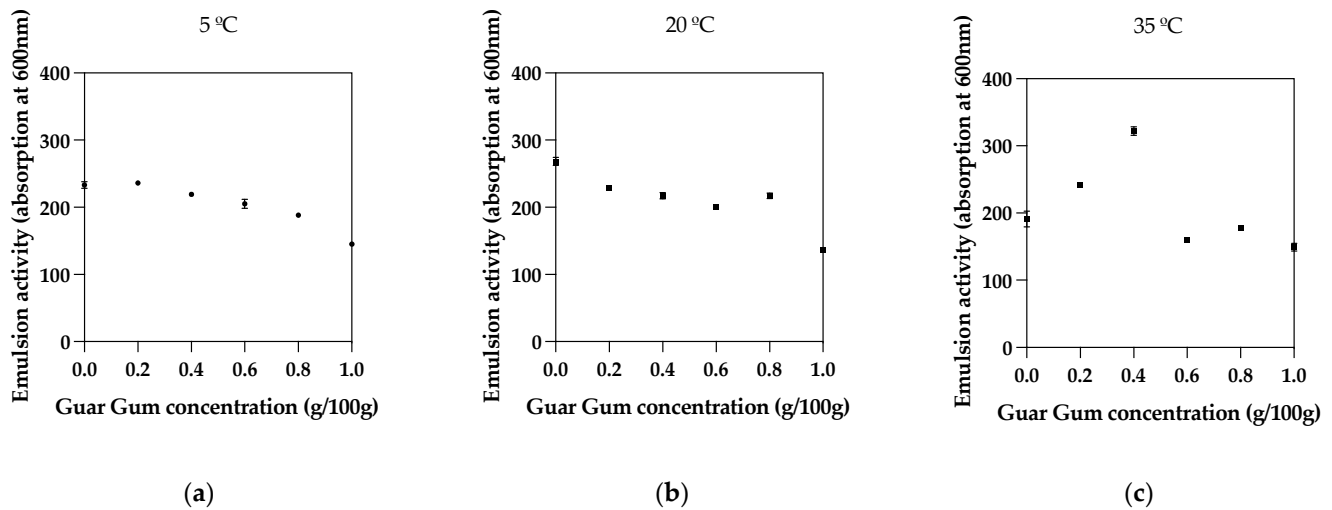 5 ºC
Emulsion activity (absorption at 600nm)
400
300
200
100
0
0.0 0.2 0.4 0.6 0.8 1.0
Guar Gum concentration (g/100g)
(a)
20 ºC
Emulsion activity (absorption at 600nm)
400
300
200
100
0
0.0 0.2 0.4 0.6 0.8 1.0
Guar Gum concentration (g/100g)
(b)
35 ºC
Emulsion activity (absorption at 600nm)
400
300
200
100
0
0.0 0.2 0.4 0.6 0.8 1.0
Guar Gum concentration (g/100g)
(c)